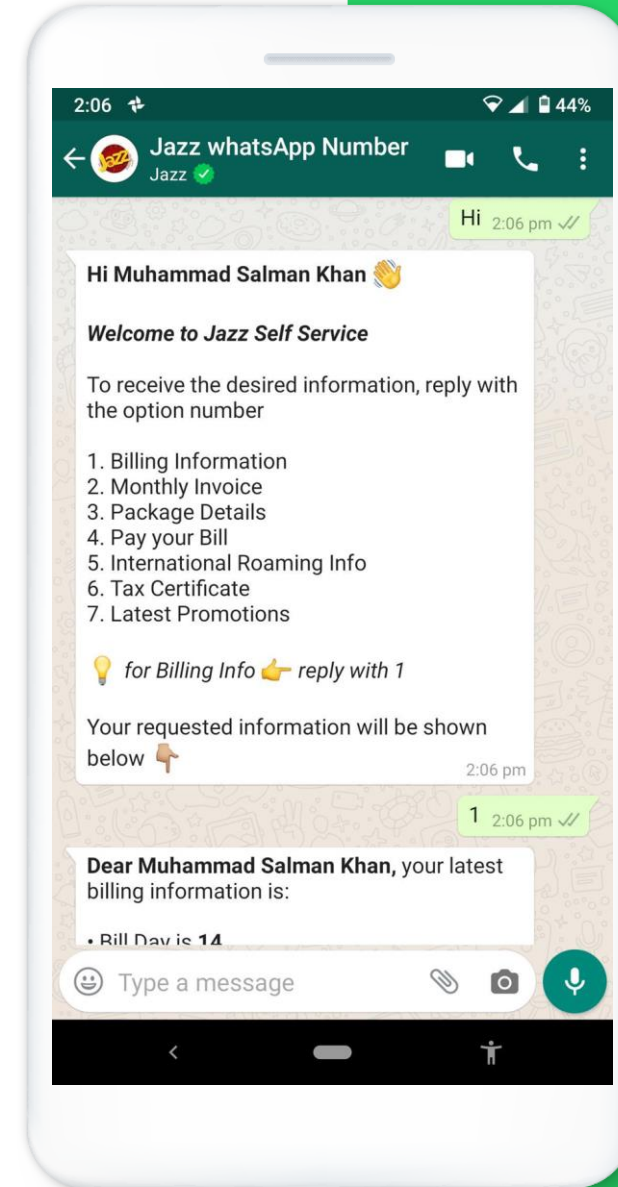 2:06 44%
Jazz whatsApp Number
Jazz
Hi 2:06 pm
Hi Muhammad Salman Khan 👋
Welcome to Jazz Self Service
To receive the desired information, reply with
the option number
1. Billing Information
2. Monthly Invoice
3. Package Details
4. Pay your Bill
5. International Roaming Info
6. Tax Certificate
7. Latest Promotions
💡 for Billing Info 👉 reply with 1
Your requested information will be shown
below 👇🏼
2:06 pm
1 2:06 pm
Dear Muhammad Salman Khan, your latest
billing information is:
• Bill Day is 14
Type a message